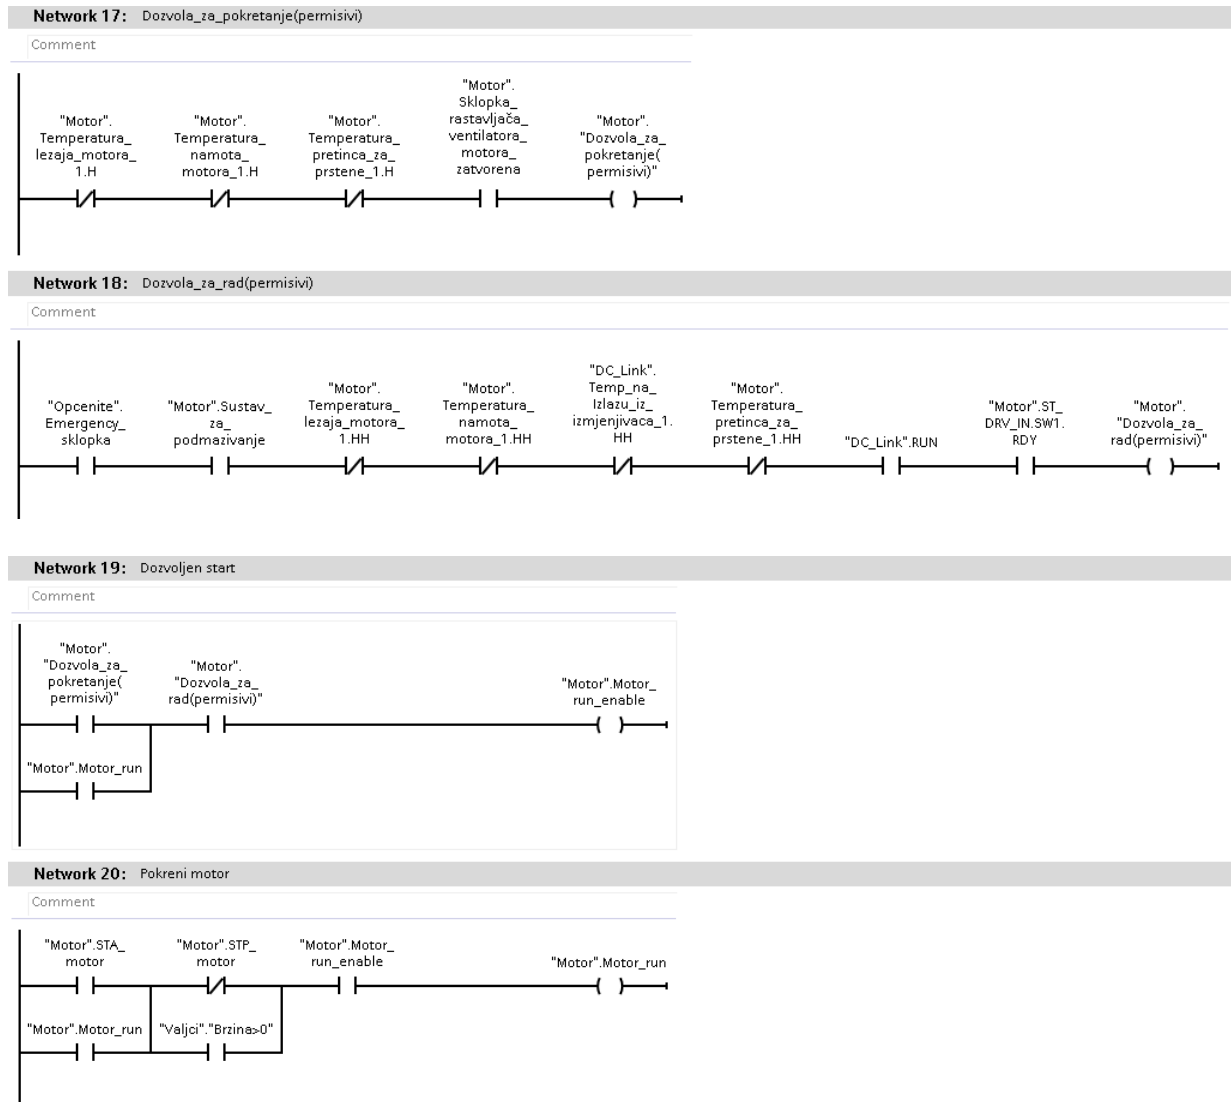 Network 17: Dozvola_za_pokretanje(permisivi)
Comment
"Motor".
Temperatura_
lezaja_motora_
1.H
"Motor".
Temperatura_
namota_
motora_1.H
"Motor".
Temperatura_
pretinca_za_
prstene_1.H
"Motor".
Sklopka_
rastavljača_
ventilatora_
motora_
zatvorena
"Motor".
"Dozvola_za_
pokretanje(
permisivi)"
Network 18: Dozvola_za_rad(permisivi)
Comment
"Opcenite".
Emergency_
sklopka
"Motor".Sustav_
za_
podmazivanje
"Motor".
Temperatura_
lezaja_motora_
1.HH
"Motor".
Temperatura_
namota_
motora_1.HH
"DC_Link".
Temp_na_
Izlazu_iz_
izmjenjivaca_1.
HH
"Motor".
Temperatura_
pretinca_za_
prstene_1.HH
"DC_Link".RUN
"Motor".ST_
DRV_IN.SW1.
RDY
"Motor".
"Dozvola_za_
rad(permisivi)"
Network 19: Dozvoljen start
Comment
"Motor".
"Dozvola_za_
pokretanje(
permisivi)"
"Motor".
"Dozvola_za_
rad(permisivi)"
"Motor".Motor_
run_enable
"Motor".Motor_run
Network 20: Pokreni motor
Comment
"Motor".STA_
motor
"Motor".STP_
motor
"Motor".Motor_
run_enable
"Motor".Motor_run
"Motor".Motor_run
"Valjci"."Brzina>0"